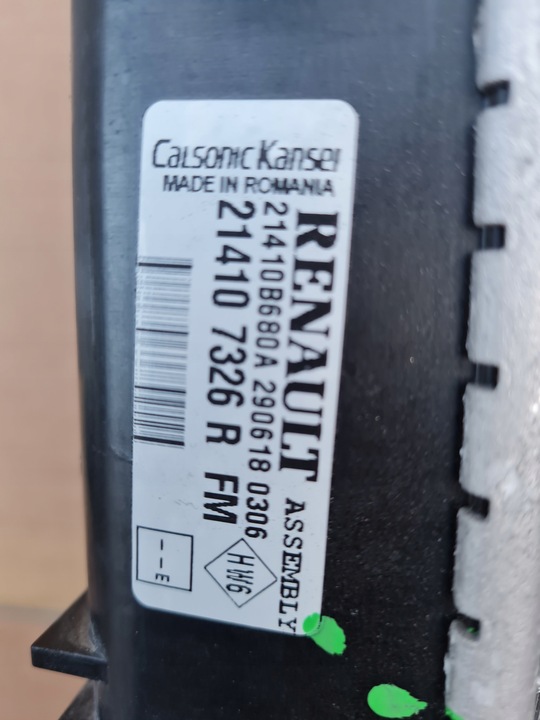 Calsonic Kansei
MADE IN ROMANIA
RENAULT ASSEMBLY
21410B680A 290618 0306
21410 7326 R FM
HW6
--E